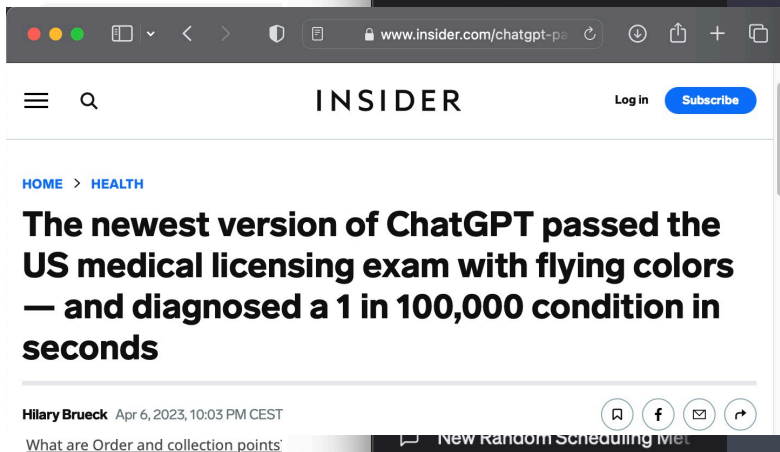 www.insider.com/chatgpt-pa
INSIDER
Log in
Subscribe
HOME > HEALTH
The newest version of ChatGPT passed the
US medical licensing exam with flying colors
— and diagnosed a 1 in 100,000 condition in
seconds
Hilary Brueck Apr 6, 2023, 10:03 PM CEST
What are Order and collection points
New Random Scheduling Met